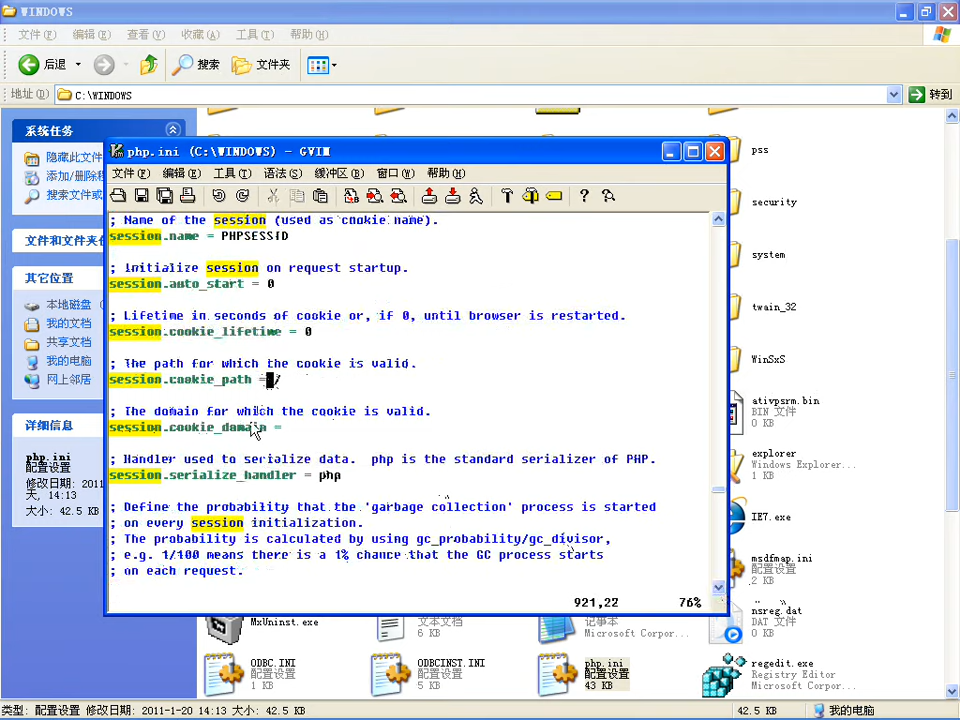 WINDOWS
文件(F) 编辑(E) 查看(V) 收藏(A) 工具(T) 帮助(H)
后退 搜索 文件夹
地址(D) C:\WINDOWS 转到
系统任务
隐藏此文件
添加/删除程
搜索文件或
文件和文件夹任
其它位置
本地磁盘 (
我的文档
共享文档
我的电脑
网上邻居
详细信息
php.ini
配置设置
修改日期: 2011
天, 14:13
大小: 42.5 KB
php.ini (C:\WINDOWS) - GVIM
文件(F) 编辑(E) 工具(T) 语法(S) 缓冲区(B) 窗口(W) 帮助(H)
; Name of the session (used as cookie name).
session.name = PHPSESSID
; Initialize session on request startup.
session.auto_start = 0
; Lifetime in seconds of cookie or, if 0, until browser is restarted.
session.cookie_lifetime = 0
; The path for which the cookie is valid.
session.cookie_path = /
; The domain for which the cookie is valid.
session.cookie_domain =
; Handler used to serialize data.  php is the standard serializer of PHP.
session.serialize_handler = php
; Define the probability that the 'garbage collection' process is started
; on every session initialization.
; The probability is calculated by using gc_probability/gc_divisor,
; e.g. 1/100 means there is a 1% chance that the GC process starts
; on each request.
921,22 76%
pss
security
system
twain_32
WinSxS
ativpsrm.bin
BIN 文件
0 KB
explorer
Windows Explorer...
IE7.exe
msdfmap.ini
配置设置
2 KB
nsreg.dat
DAT 文件
0 KB
MxUninst.exe
文本文档
6 KB
记事本
Microsoft Corpor...
ODBC.INI
配置设置
1 KB
ODBCINST.INI
配置设置
5 KB
php.ini
配置设置
43 KB
regedit.exe
Registry Editor
Microsoft Corpor...
类型: 配置设置 修改日期: 2011-1-20 14:13 大小: 42.5 KB 42.5 KB 我的电脑